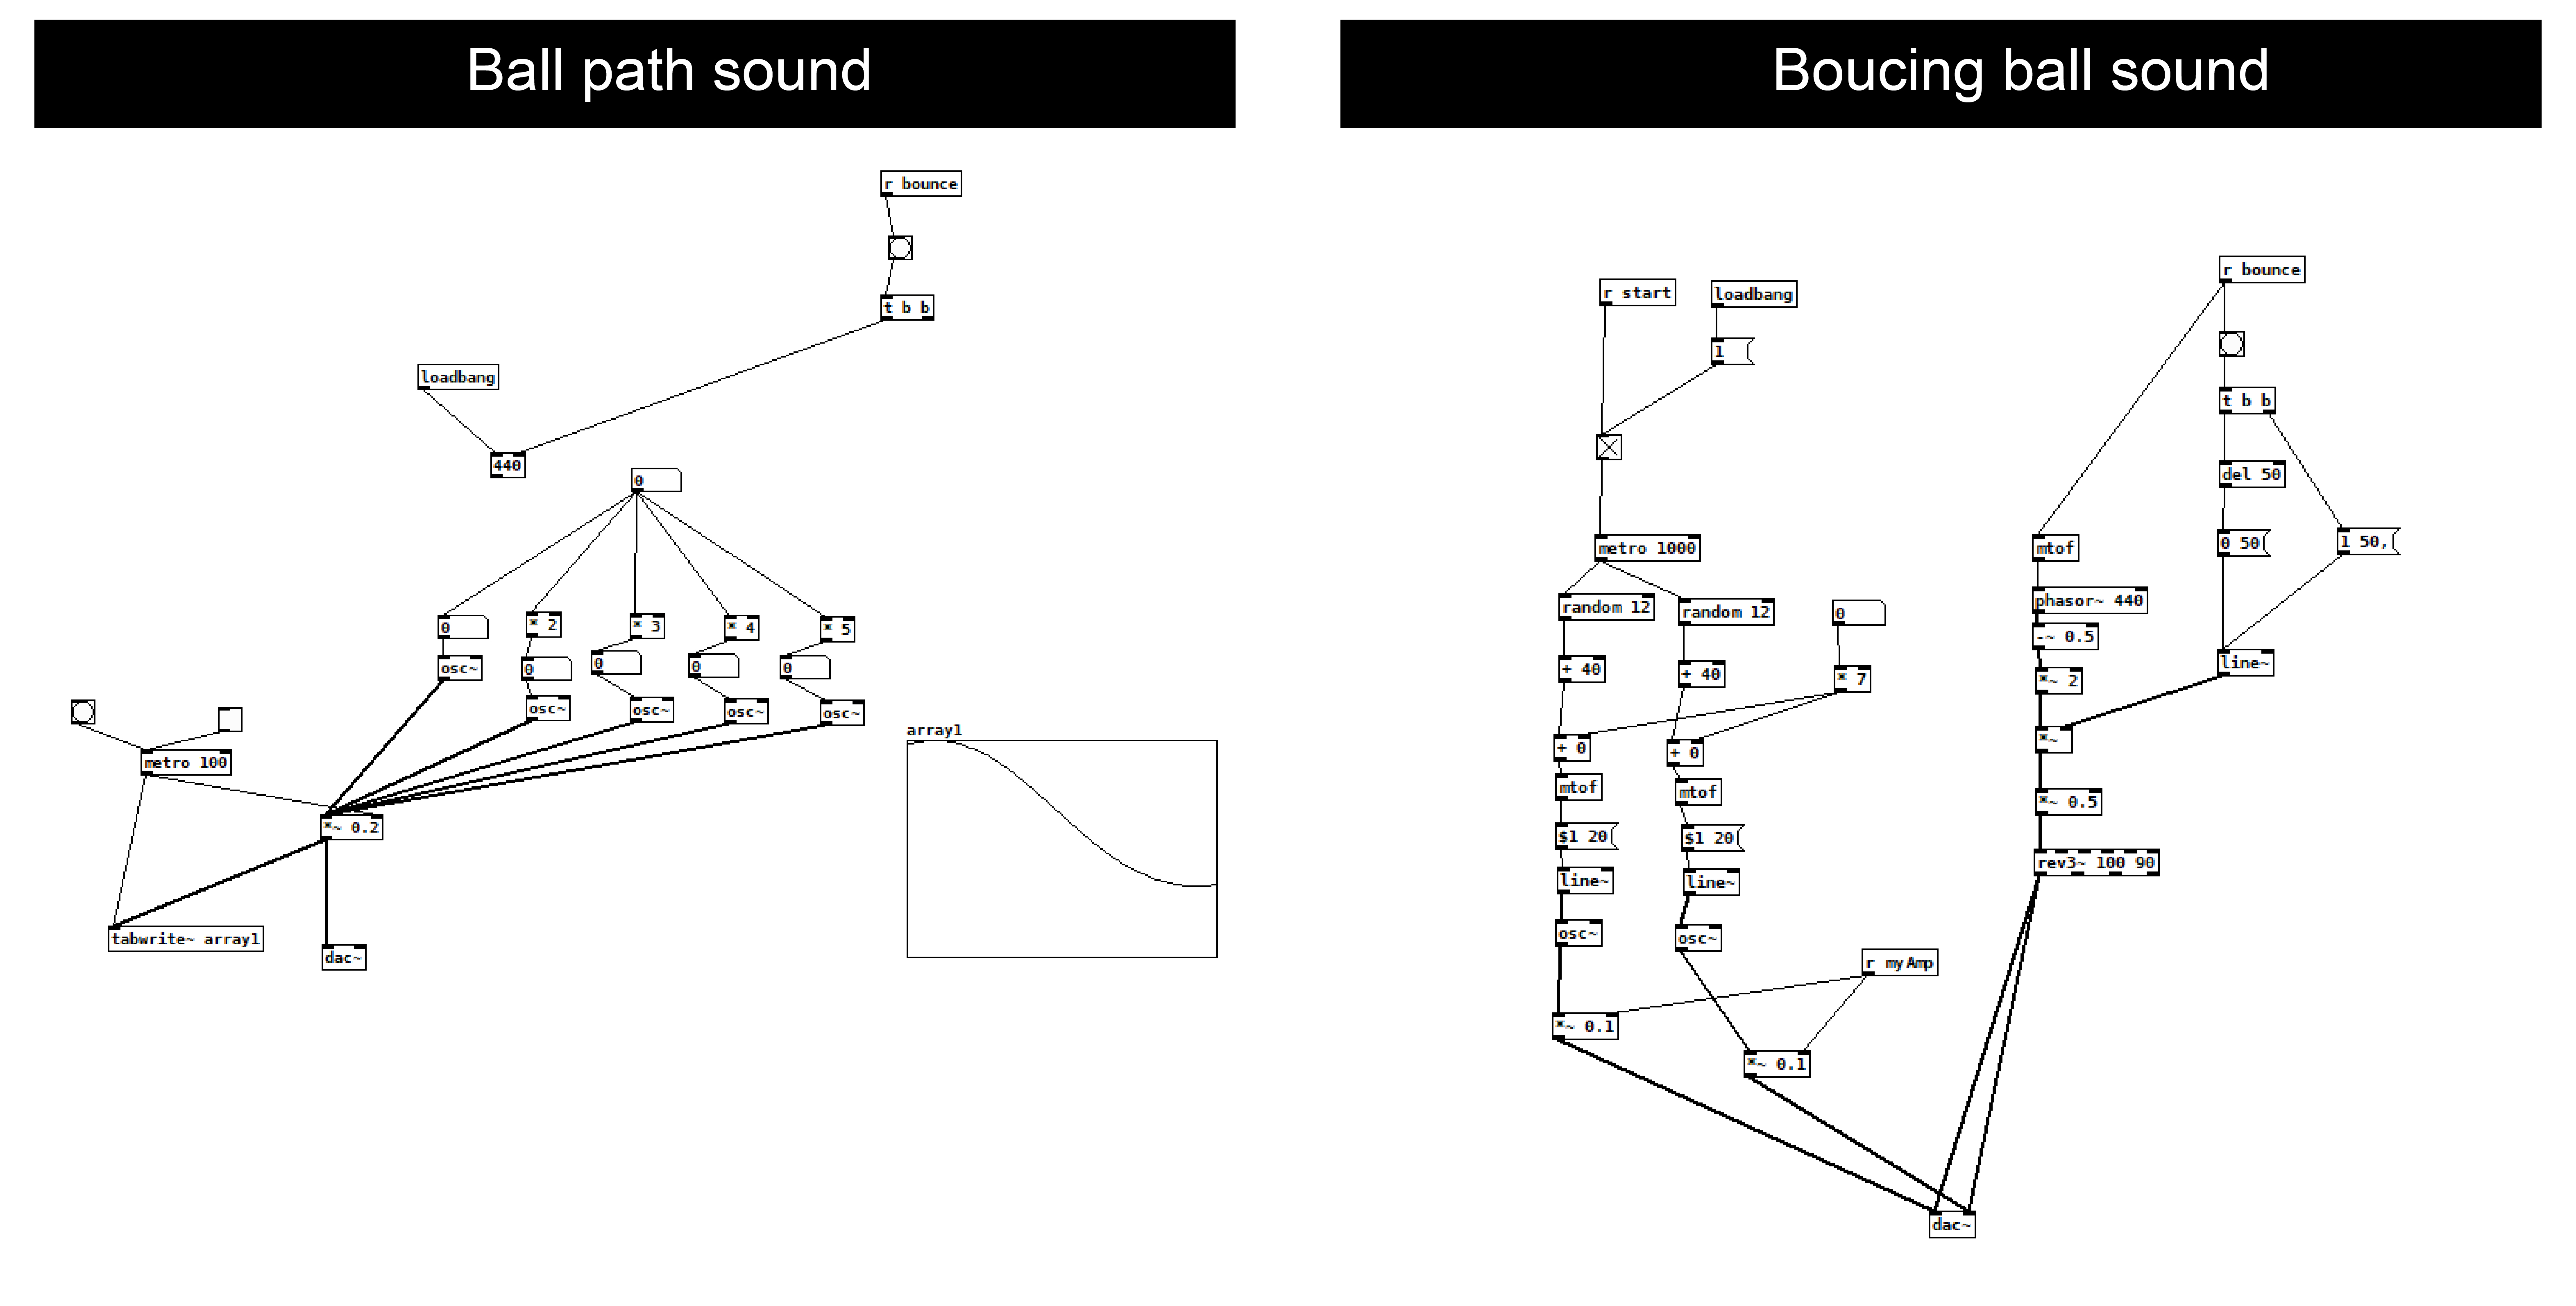 Ball path sound
r bounce
t b b
loadbang
440
0
0
* 2
* 3
* 4
* 5
0
0
0
0
osc~
osc~
osc~
osc~
osc~
metro 100
*~ 0.2
tabwrite~ array1
dac~
array1
Boucing ball sound
r start
loadbang
1
metro 1000
random 12
random 12
0
+ 40
+ 40
* 7
+ 0
+ 0
mtof
mtof
$1 20
$1 20
line~
line~
osc~
osc~
r myAmp
*~ 0.1
*~ 0.1
r bounce
t b b
del 50
0 50
1 50,
line~
mtof
phasor~ 440
-~ 0.5
*~ 2
*~
*~ 0.5
rev3~ 100 90
dac~